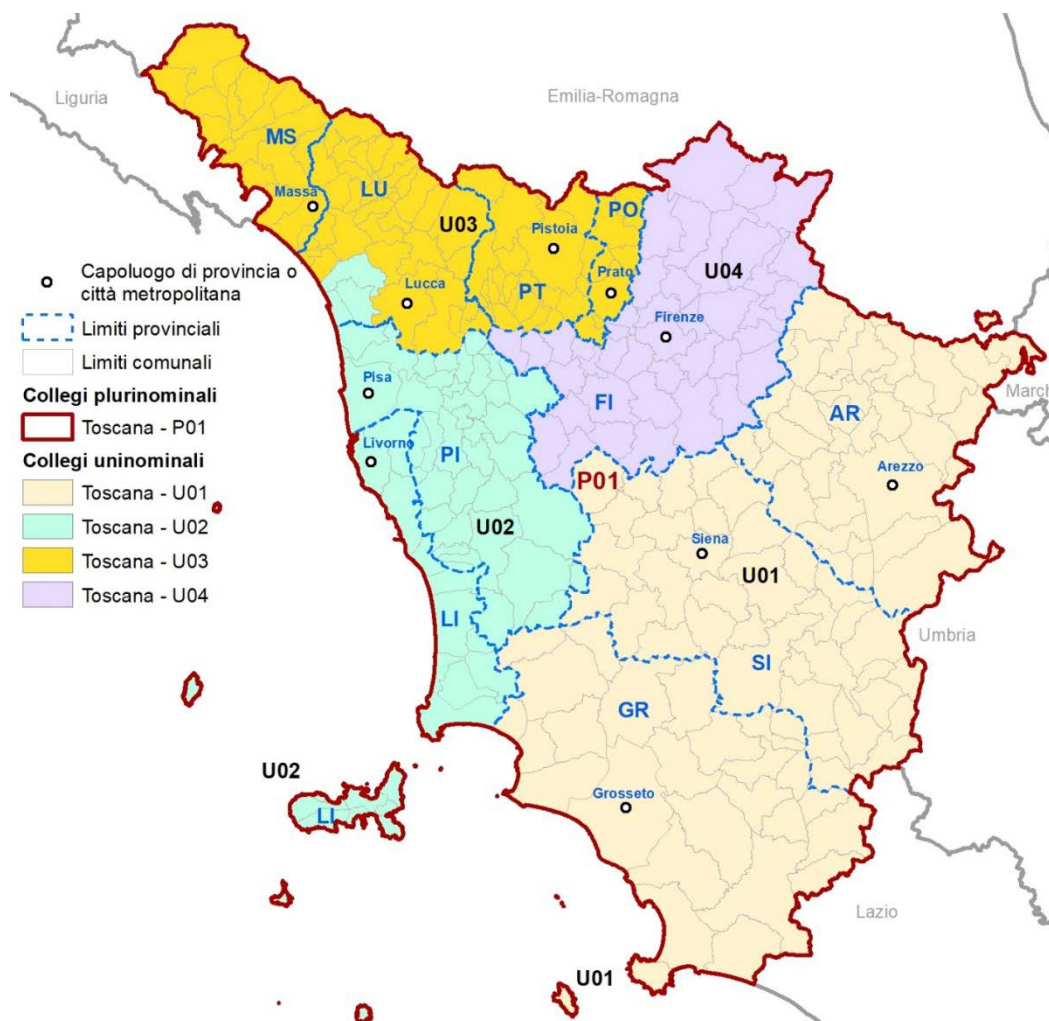 Liguria
Emilia-Romagna
MS
Massa
LU
U03
Pistoia
PO
PT
Prato
Lucca
U04
Firenze
Capoluogo di provincia o
città metropolitana
Limiti provinciali
Limiti comunali
Collegi plurinominali
Toscana - P01
Collegi uninominali
Toscana - U01
Toscana - U02
Toscana - U03
Toscana - U04
Pisa
FI
AR
March
Livorno
PI
P01
Arezzo
U02
Siena
U01
LI
Umbria
SI
GR
U02
LI
Grosseto
Lazio
U01